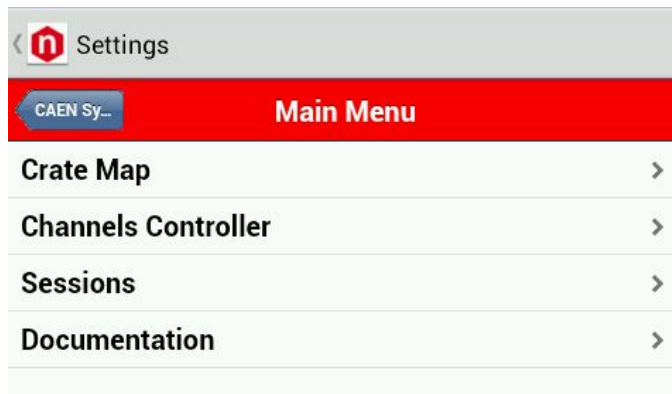 Settings
CAEN Sy... Main Menu
Crate Map
Channels Controller
Sessions
Documentation